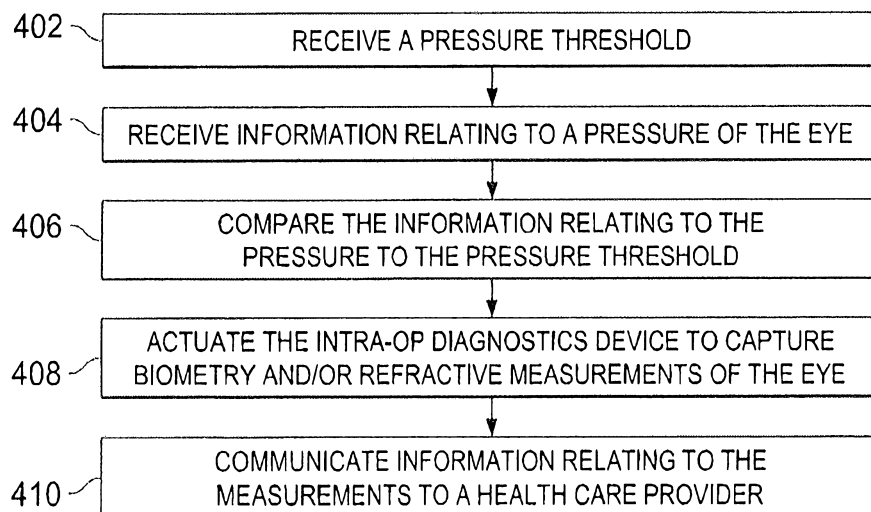 402
RECEIVE A PRESSURE THRESHOLD
404
RECEIVE INFORMATION RELATING TO A PRESSURE OF THE EYE
406
COMPARE THE INFORMATION RELATING TO THE
PRESSURE TO THE PRESSURE THRESHOLD
408
ACTUATE THE INTRA-OP DIAGNOSTICS DEVICE TO CAPTURE
BIOMETRY AND/OR REFRACTIVE MEASUREMENTS OF THE EYE
410
COMMUNICATE INFORMATION RELATING TO THE
MEASUREMENTS TO A HEALTH CARE PROVIDER